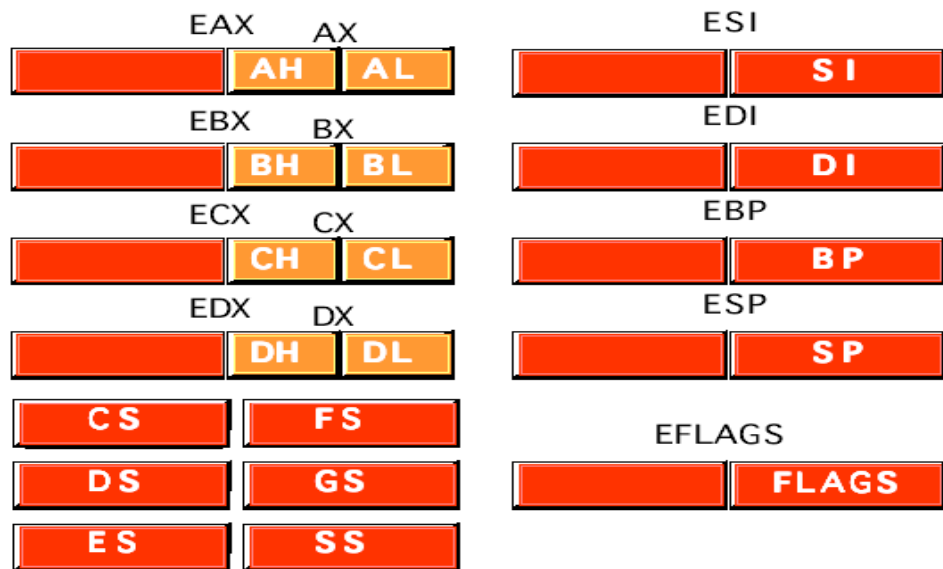 EAX AX
AH AL
EBX BX
BH BL
ECX CX
CH CL
EDX DX
DH DL
CS FS
DS GS
ES SS
ESI
SI
EDI
DI
EBP
BP
ESP
SP
EFLAGS
FLAGS